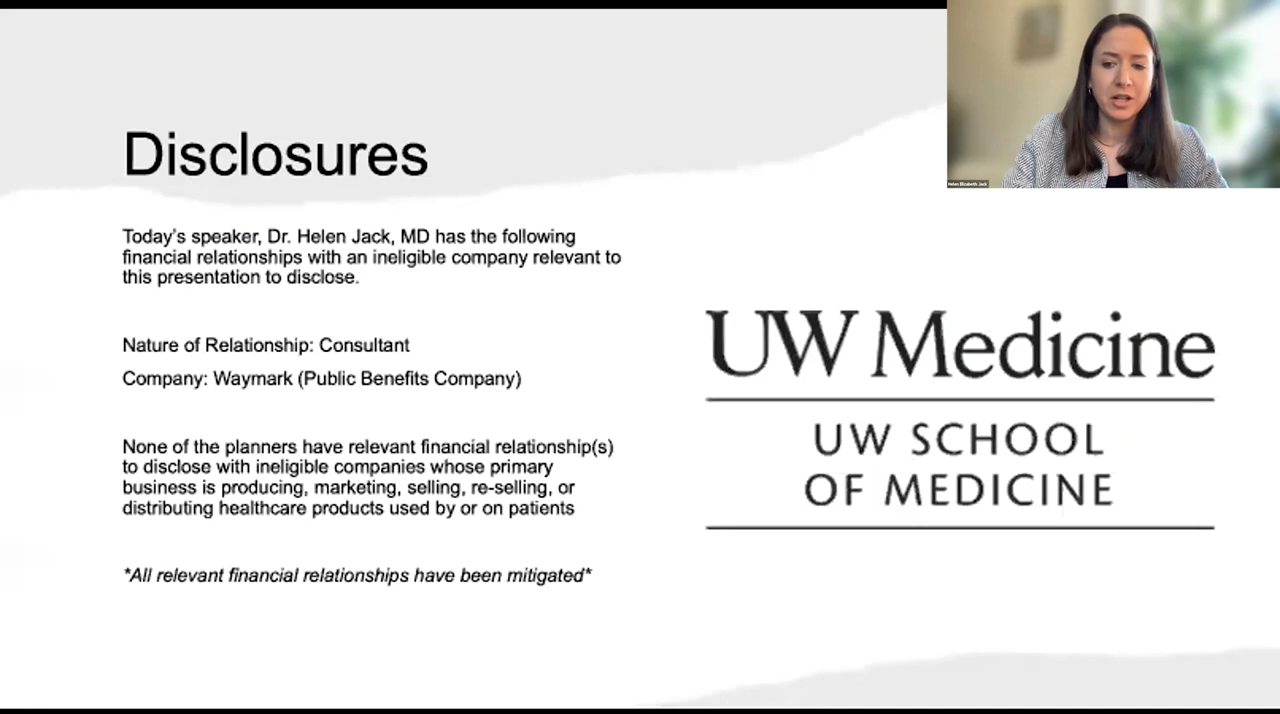 Disclosures
Today's speaker, Dr. Helen Jack, MD has the following
financial relationships with an ineligible company relevant to
this presentation to disclose.
Nature of Relationship: Consultant
Company: Waymark (Public Benefits Company)
None of the planners have relevant financial relationship(s)
to disclose with ineligible companies whose primary
business is producing, marketing, selling, re-selling, or
distributing healthcare products used by or on patients
*All relevant financial relationships have been mitigated*
UW Medicine
UW SCHOOL
OF MEDICINE
Helen Elizabeth Jack